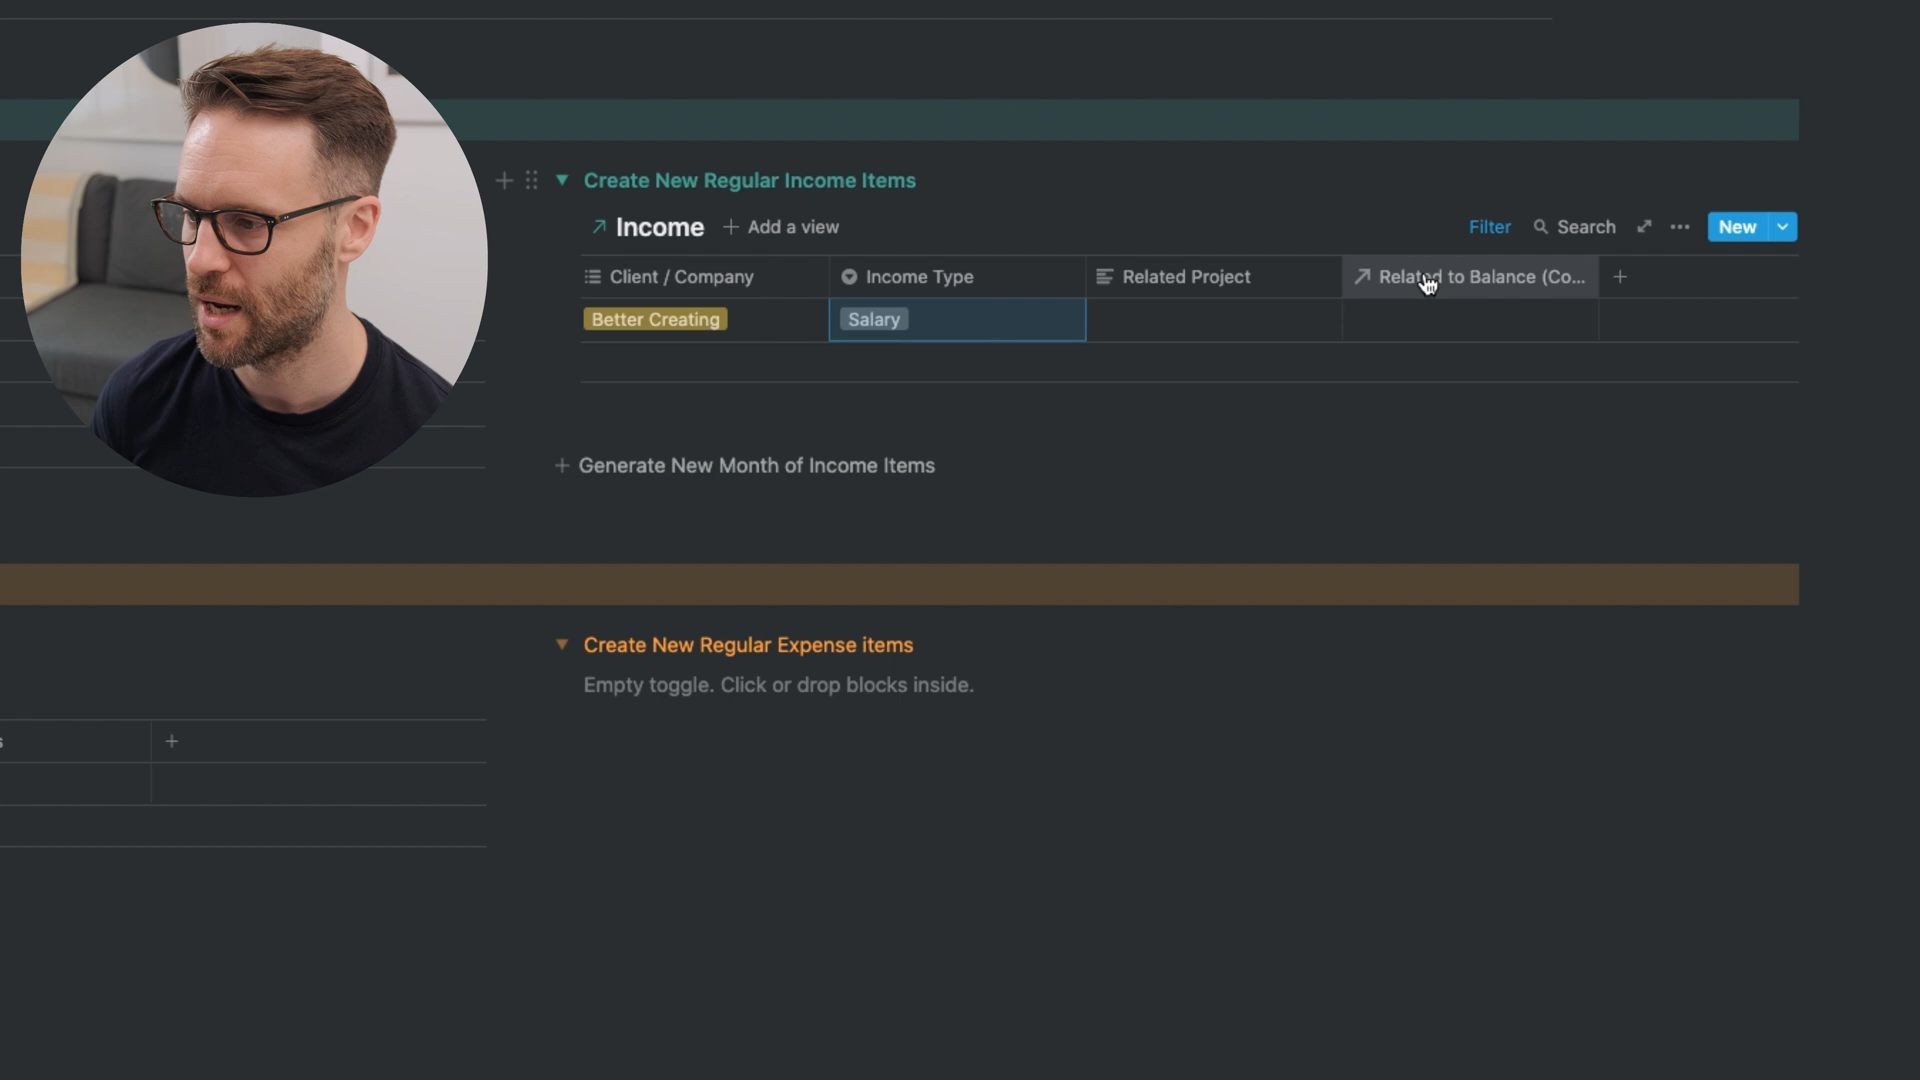 Create New Regular Income Items
Income
Add a view
Filter
Search
New
Client / Company
Income Type
Related Project
Related to Balance (Co...
Better Creating
Salary
Generate New Month of Income Items
Create New Regular Expense items
Empty toggle. Click or drop blocks inside.
s